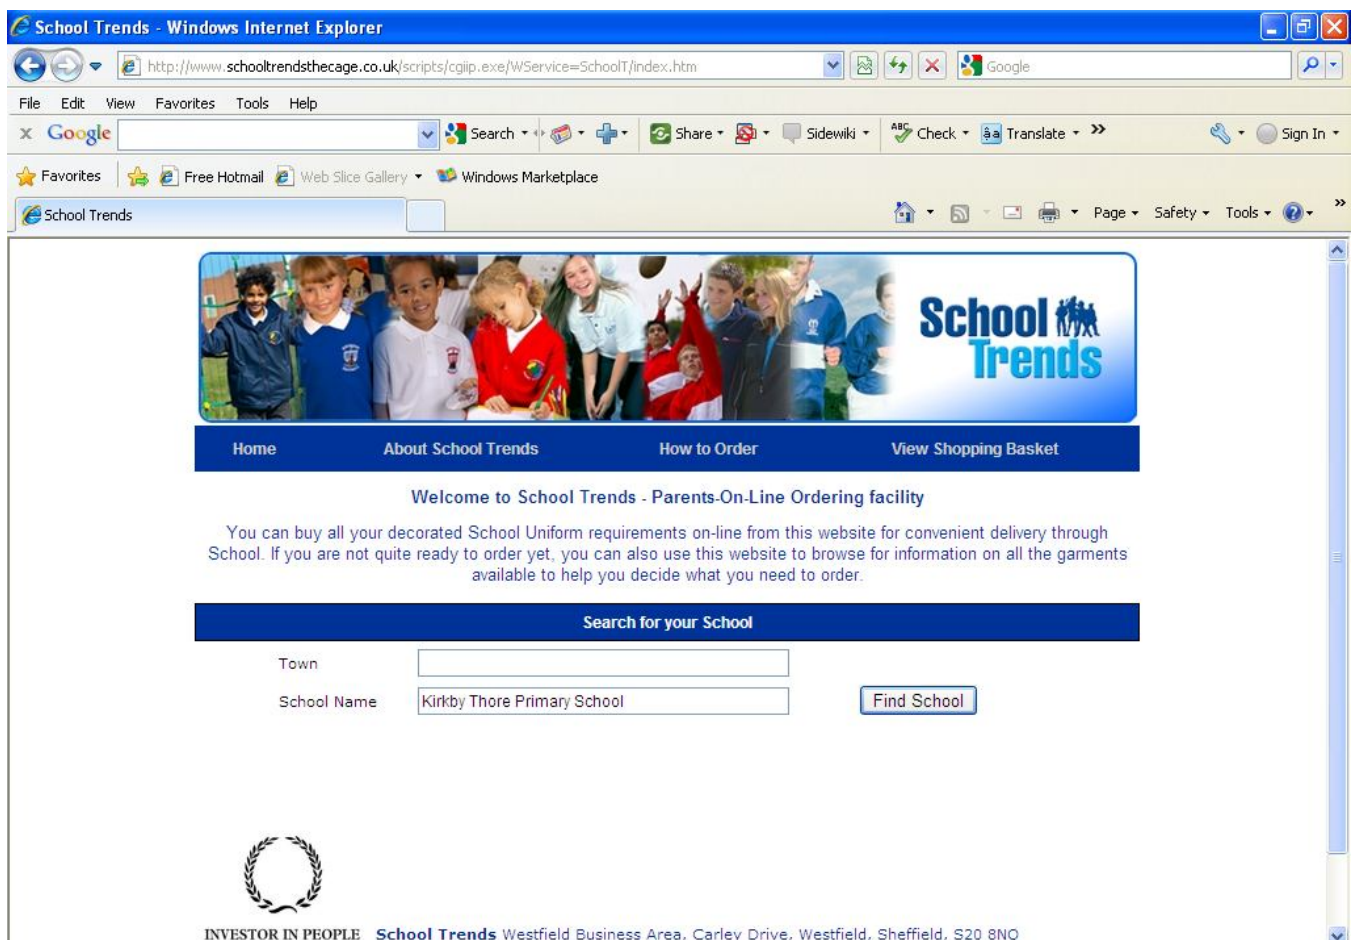 School Trends - Windows Internet Explorer
http://www.schooltrendsthecage.co.uk/scripts/cgiip.exe/WService=SchoolT/index.htm
Google
File Edit View Favorites Tools Help
x Google Search Share Sidewiki ABC Check âa Translate >> Sign In
Favorites Free Hotmail Web Slice Gallery Windows Marketplace
School Trends Page Safety Tools >>
School
Trends
Home About School Trends How to Order View Shopping Basket
Welcome to School Trends - Parents-On-Line Ordering facility
You can buy all your decorated School Uniform requirements on-line from this website for convenient delivery through
School. If you are not quite ready to order yet, you can also use this website to browse for information on all the garments
available to help you decide what you need to order.
Search for your School
Town
School Name Kirkby Thore Primary School Find School
INVESTOR IN PEOPLE School Trends Westfield Business Area, Carley Drive, Westfield, Sheffield, S20 8NQ